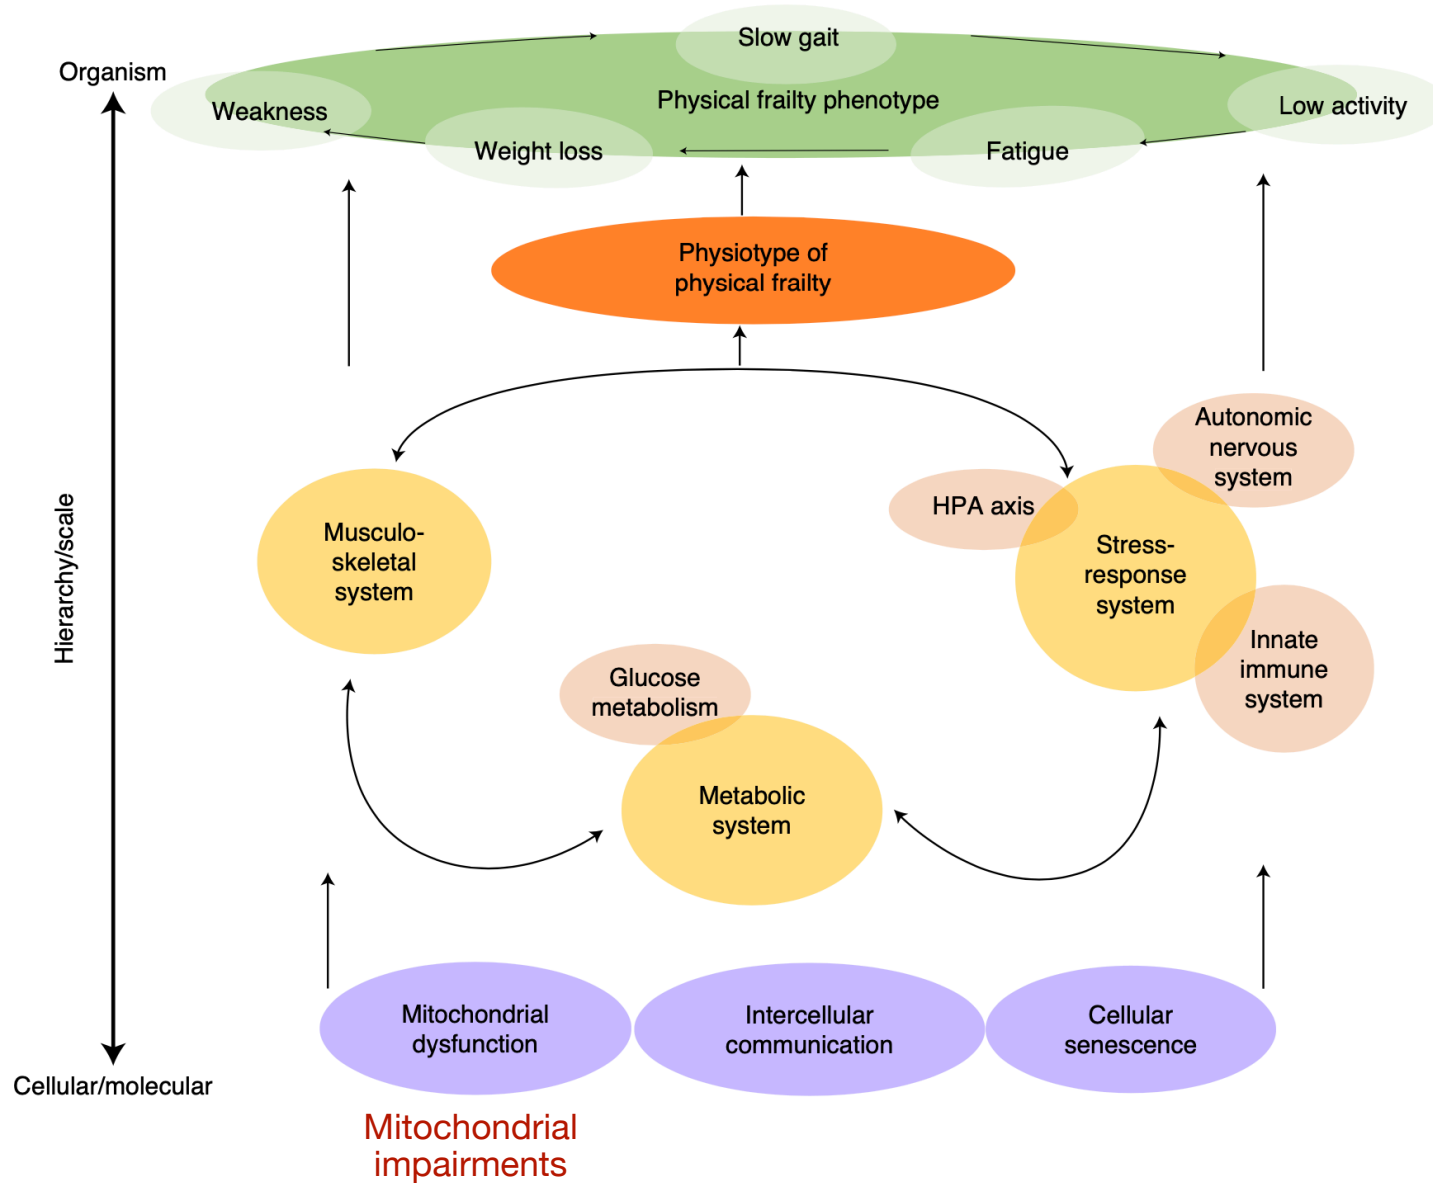 Slow gait
Organism
Physical frailty phenotype
Weakness
Low activity
Weight loss
Fatigue
Physiotype of
physical frailty
Autonomic
nervous
system
HPA axis
Musculo-
skeletal
system
Stress-
response
system
Hierarchy/scale
Innate
immune
system
Glucose
metabolism
Metabolic
system
Mitochondrial
dysfunction
Intercellular
communication
Cellular
senescence
Cellular/molecular
Mitochondrial
impairments